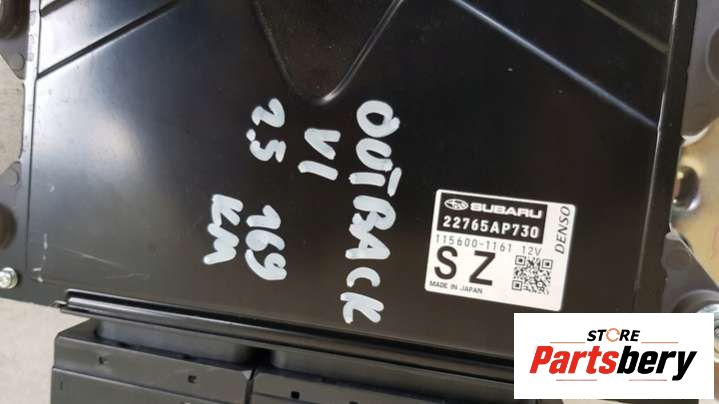 OUTBACK
VI
2.5 169
KM
SUBARU
22765AP730
115600-1161 12V
DENSO
SZ
MADE IN JAPAN
STORE
Partsbery